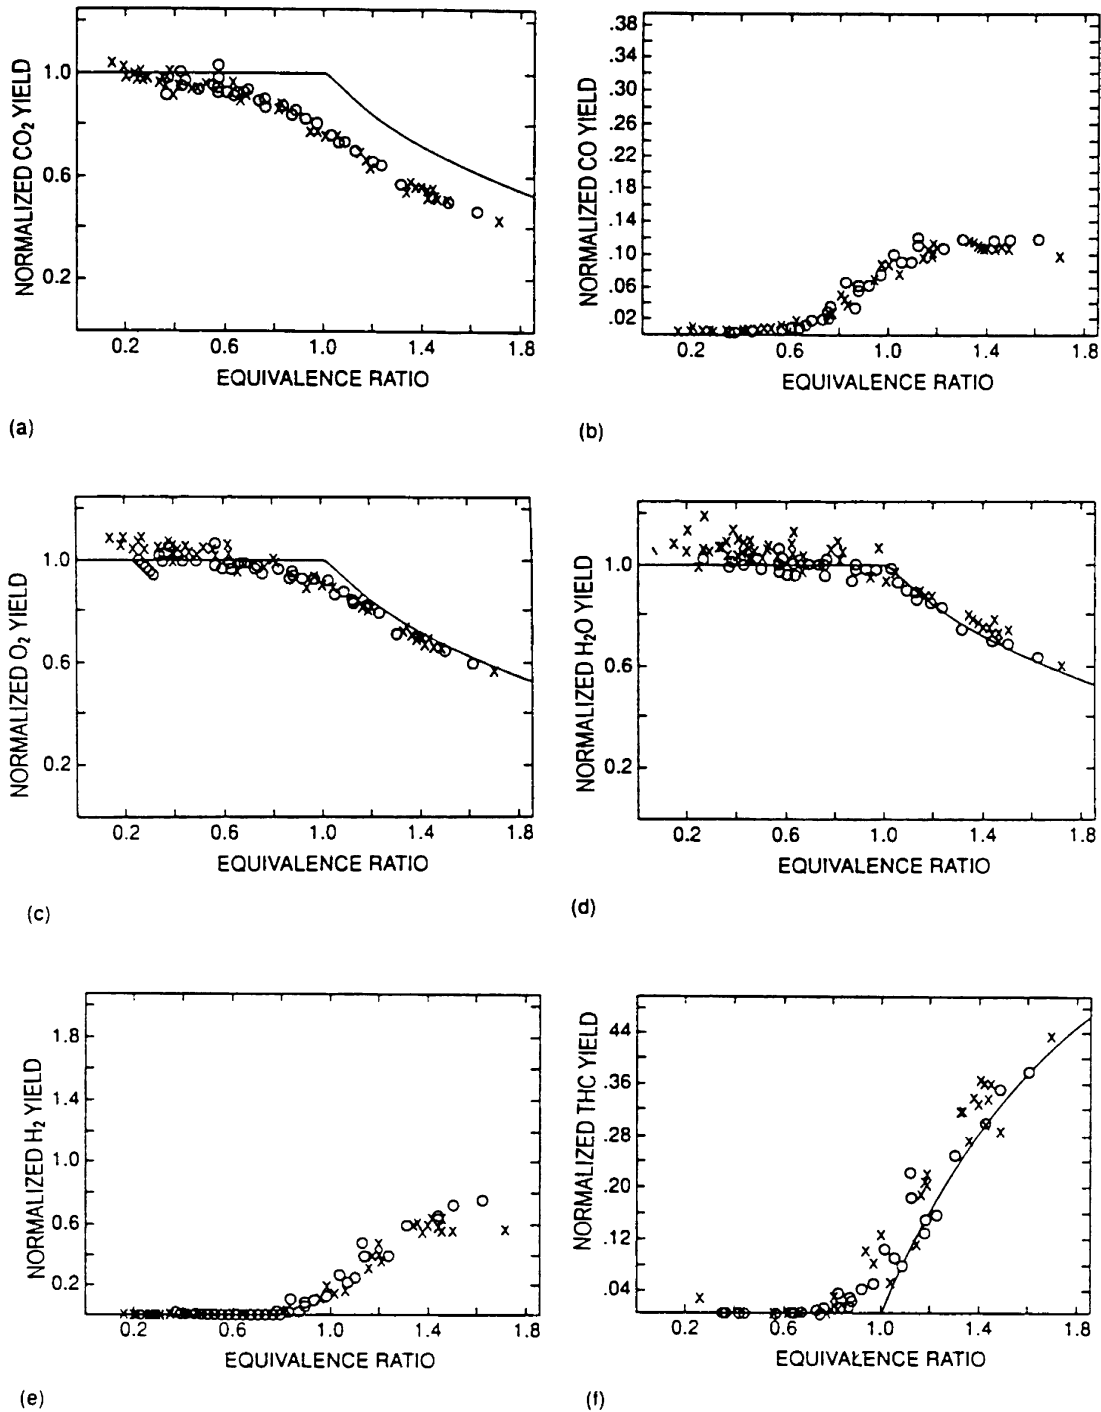 NORMALIZED CO2 YIELD
1.0
0.6
0.2
0.2 0.6 1.0 1.4 1.8
EQUIVALENCE RATIO
(a)
NORMALIZED CO YIELD
.38
.34
.30
.26
.22
.18
.14
.10
.06
.02
0.2 0.6 1.0 1.4 1.8
EQUIVALENCE RATIO
(b)
NORMALIZED O2 YIELD
1.0
0.6
0.2
0.2 0.6 1.0 1.4 1.8
EQUIVALENCE RATIO
(c)
NORMALIZED H2O YIELD
1.0
0.6
0.2
0.2 0.6 1.0 1.4 1.8
EQUIVALENCE RATIO
(d)
NORMALIZED H2 YIELD
1.8
1.4
1.0
0.6
0.2
0.2 0.6 1.0 1.4 1.8
EQUIVALENCE RATIO
(e)
NORMALIZED THC YIELD
.44
.36
.28
.20
.12
.04
0.2 0.6 1.0 1.4 1.8
EQUIVALENCE RATIO
(f)